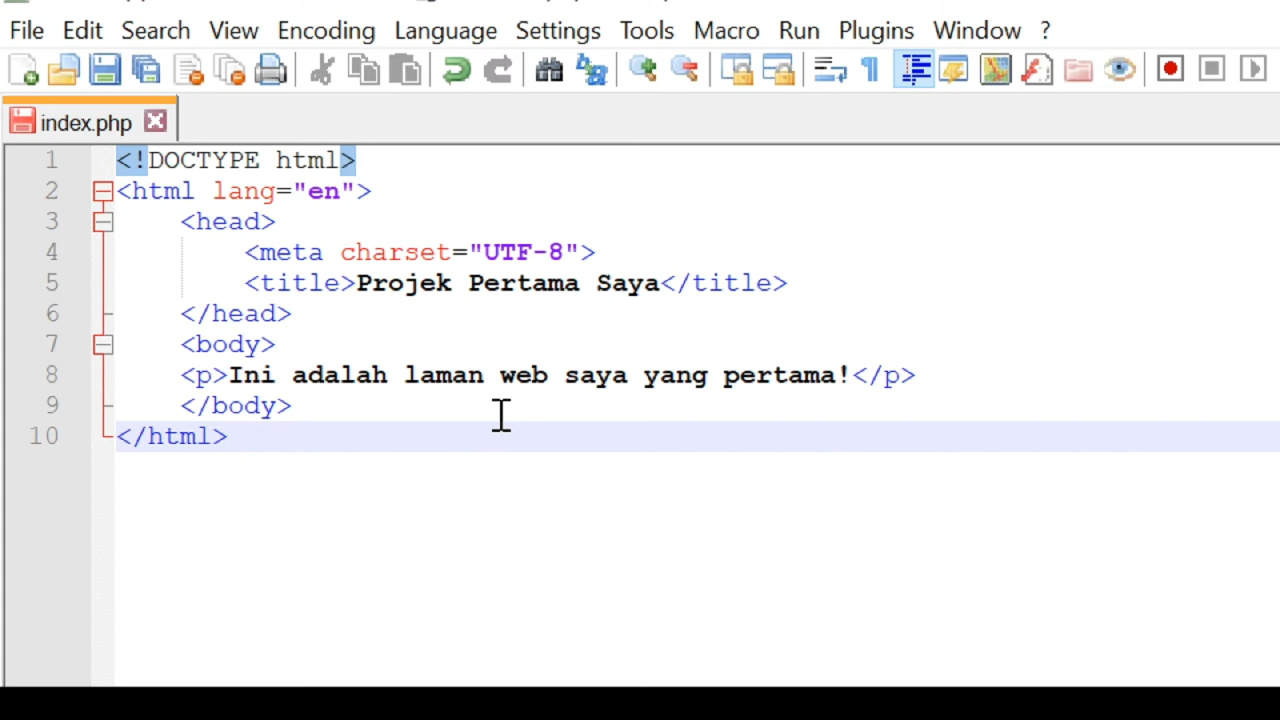 File Edit Search View Encoding Language Settings Tools Macro Run Plugins Window ?
index.php
1 <!DOCTYPE html>
2 <html lang="en">
3 <head>
4 <meta charset="UTF-8">
5 <title>Projek Pertama Saya</title>
6 </head>
7 <body>
8 <p>Ini adalah laman web saya yang pertama!</p>
9 </body>
10 </html>